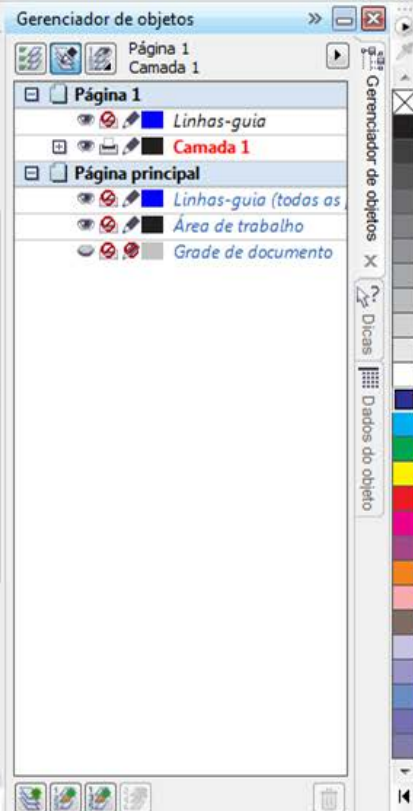 Gerenciador de objetos
Página 1
Camada 1
Página 1
Linhas-guia
Camada 1
Página principal
Linhas-guia (todas as
Área de trabalho
Grade de documento
Gerenciador de objetos
Dicas
Dados do objeto